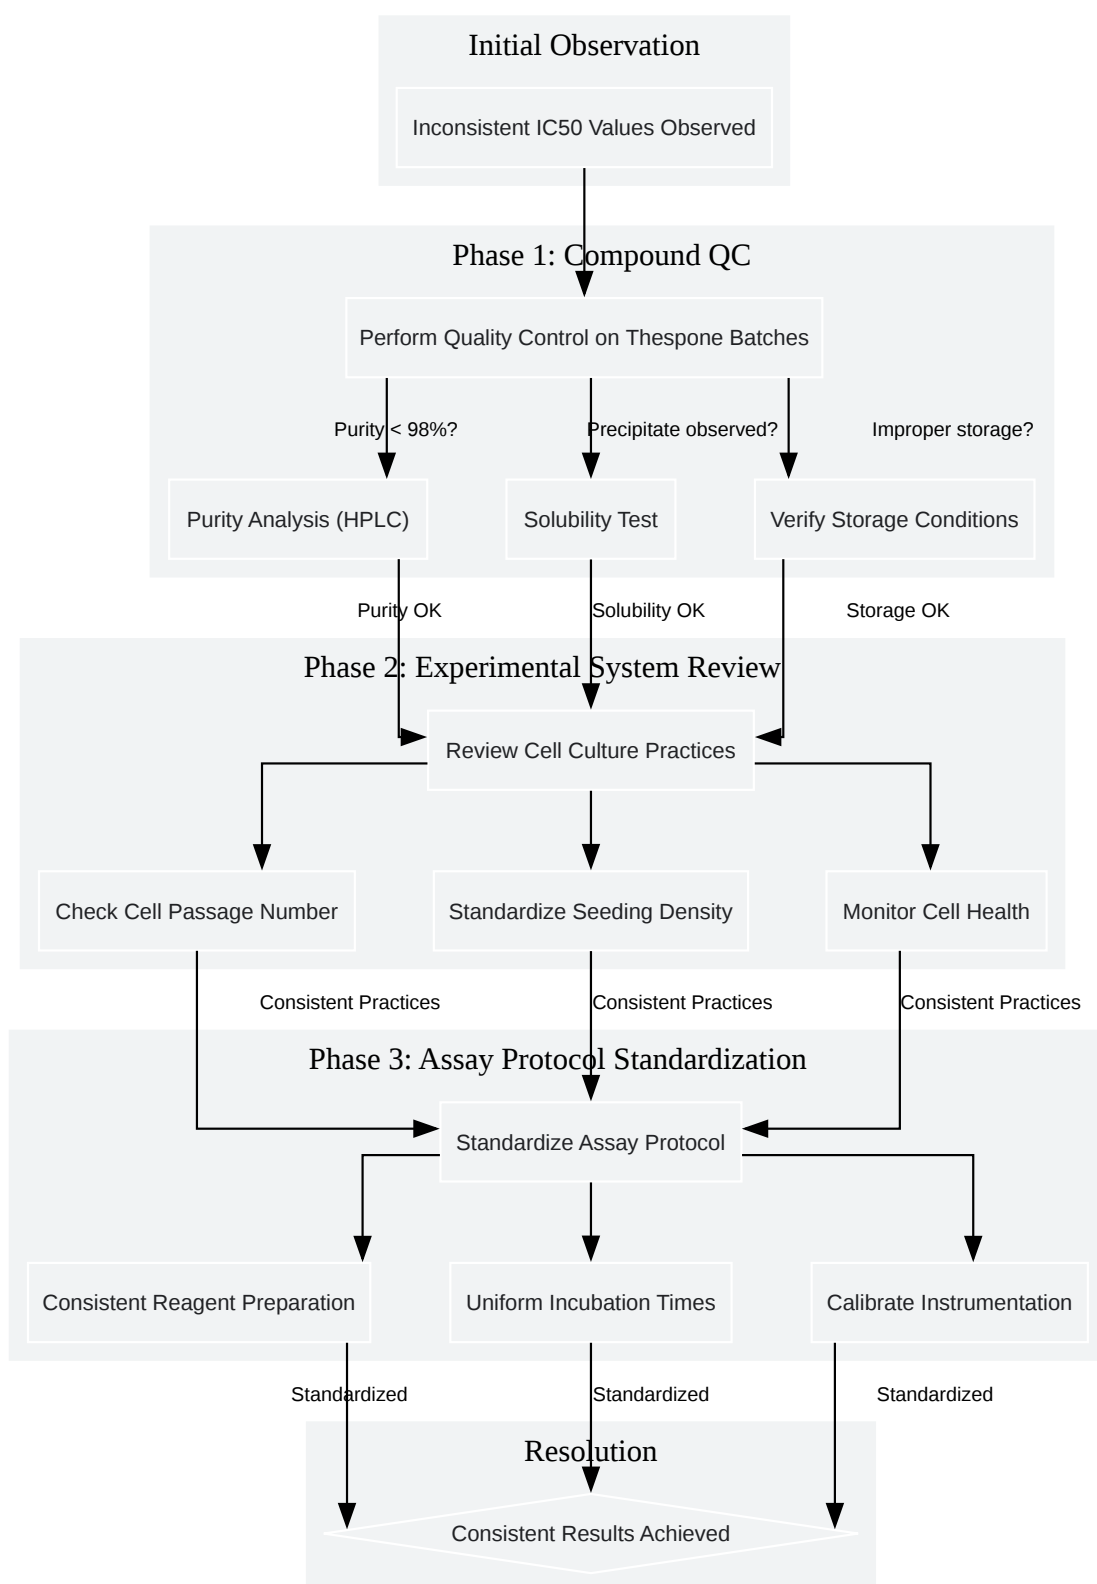 Initial Observation
Inconsistent IC50 Values Observed
Phase 1: Compound QC
Perform Quality Control on Thespone Batches
Purity < 98%?
Precipitate observed?
Improper storage?
Purity Analysis (HPLC)
Solubility Test
Verify Storage Conditions
Purity OK
Solubility OK
Storage OK
Phase 2: Experimental System Review
Review Cell Culture Practices
Check Cell Passage Number
Standardize Seeding Density
Monitor Cell Health
Consistent Practices
Consistent Practices
Consistent Practices
Phase 3: Assay Protocol Standardization
Standardize Assay Protocol
Consistent Reagent Preparation
Uniform Incubation Times
Calibrate Instrumentation
Standardized
Standardized
Standardized
Resolution
Consistent Results Achieved